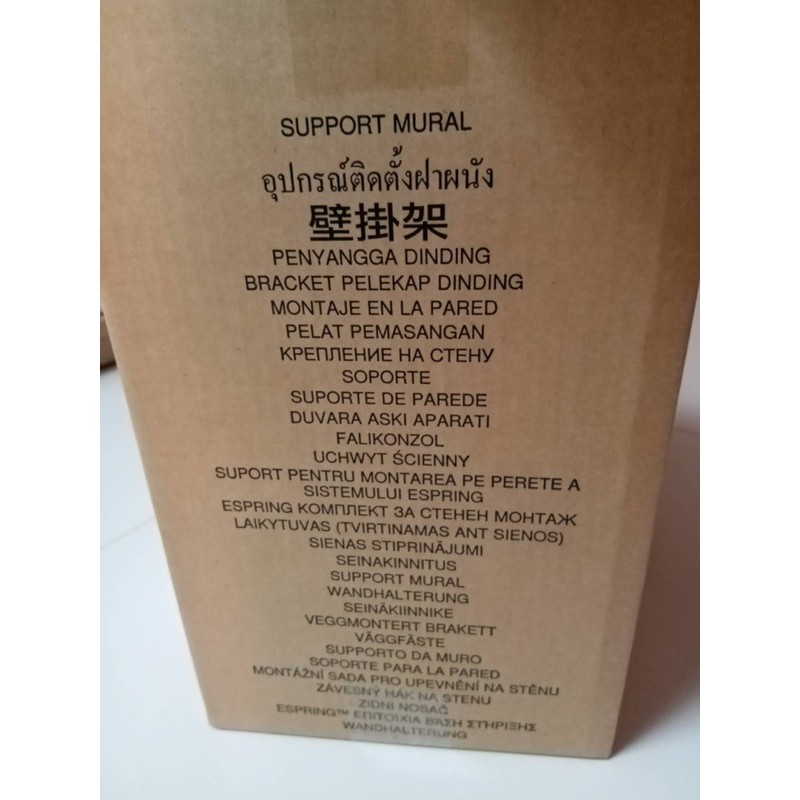 SUPPORT MURAL
อุปกรณ์ติดตั้งฝาผนัง
壁掛架
PENYANGGA DINDING
BRACKET PELEKAP DINDING
MONTAJE EN LA PARED
PELAT PEMASANGAN
КРЕПЛЕНИЕ НА СТЕНУ
SOPORTE
SUPORTE DE PAREDE
DUVARA ASKI APARATI
FALIKONZOL
UCHWYT ŚCIENNY
SUPORT PENTRU MONTAREA PE PERETE A
SISTEMULUI ESPRING
ESPRING КОМПЛЕКТ ЗА СТЕНЕН МОНТАЖ
LAIKYTUVAS (TVIRTINAMAS ANT SIENOS)
SIENAS STIPRINĀJUMI
SEINAKINNITUS
SUPPORT MURAL
WANDHALTERUNG
SEINÄKIINNIKE
VEGGMONTERT BRAKETT
VÄGGFÄSTE
SUPPORTO DA MURO
SOPORTE PARA LA PARED
MONTÁŽNÍ SADA PRO UPEVNĚNÍ NA STĚNU
ZÁVESNÝ HÁK NA STENU
ZIDNI NOSAČ
ESPRING™ ΕΠΙΤΟΙΧΙΑ ΒΆΣΗ ΣΤΉΡΙΞΗΣ
WANDHALTERUNG